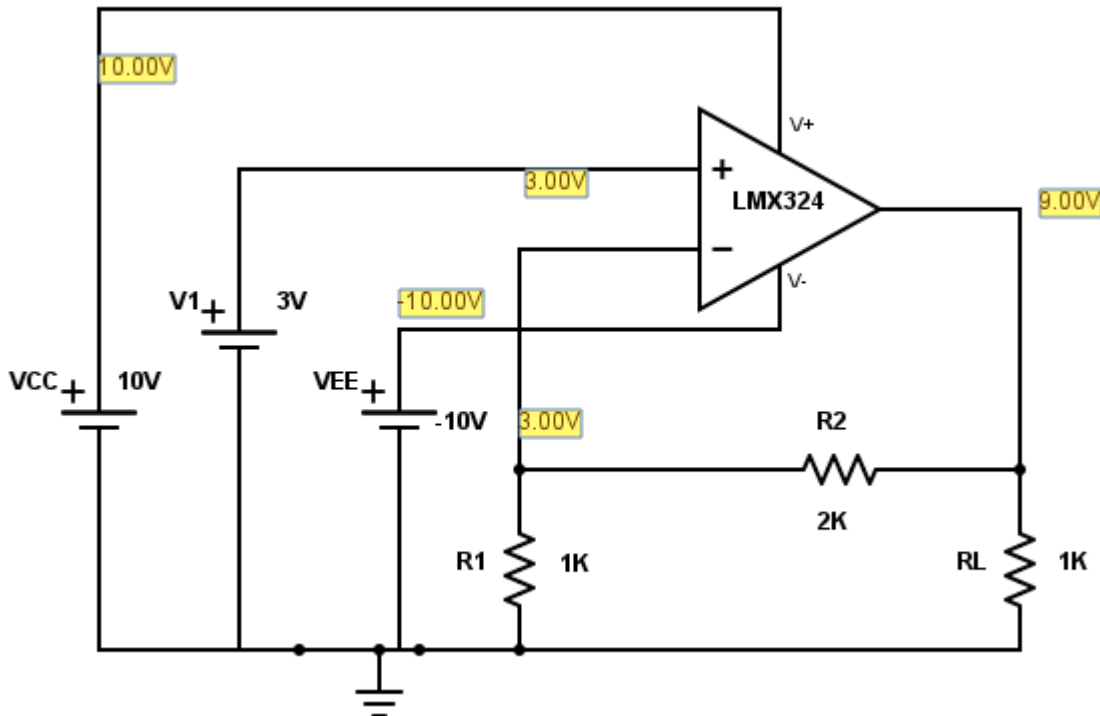 10.00V
V+
+
3.00V
LMX324
9.00V
−
V-
-10.00V
V1 + 3V
VCC + 10V
VEE +
-10V
3.00V
R2
2K
R1 1K
RL 1K